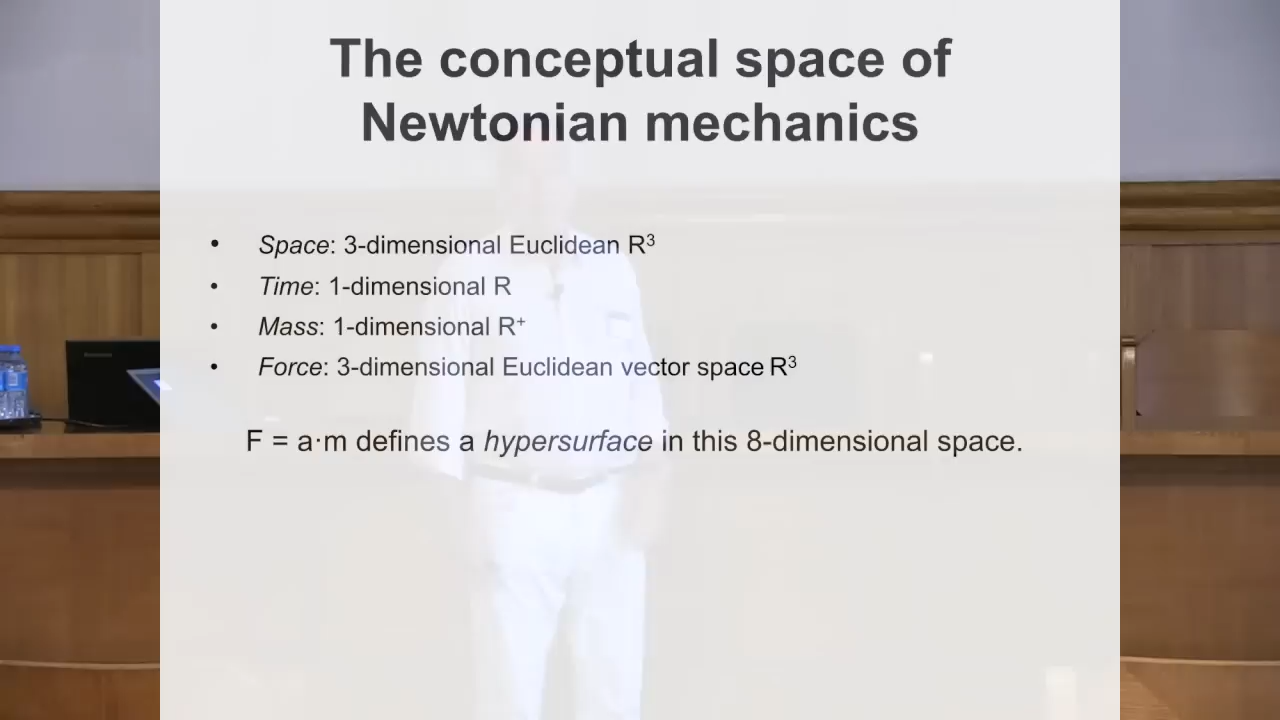 The conceptual space of
Newtonian mechanics
• Space: 3-dimensional Euclidean R³
• Time: 1-dimensional R
• Mass: 1-dimensional R⁺
• Force: 3-dimensional Euclidean vector space R³
F = a·m defines a hypersurface in this 8-dimensional space.